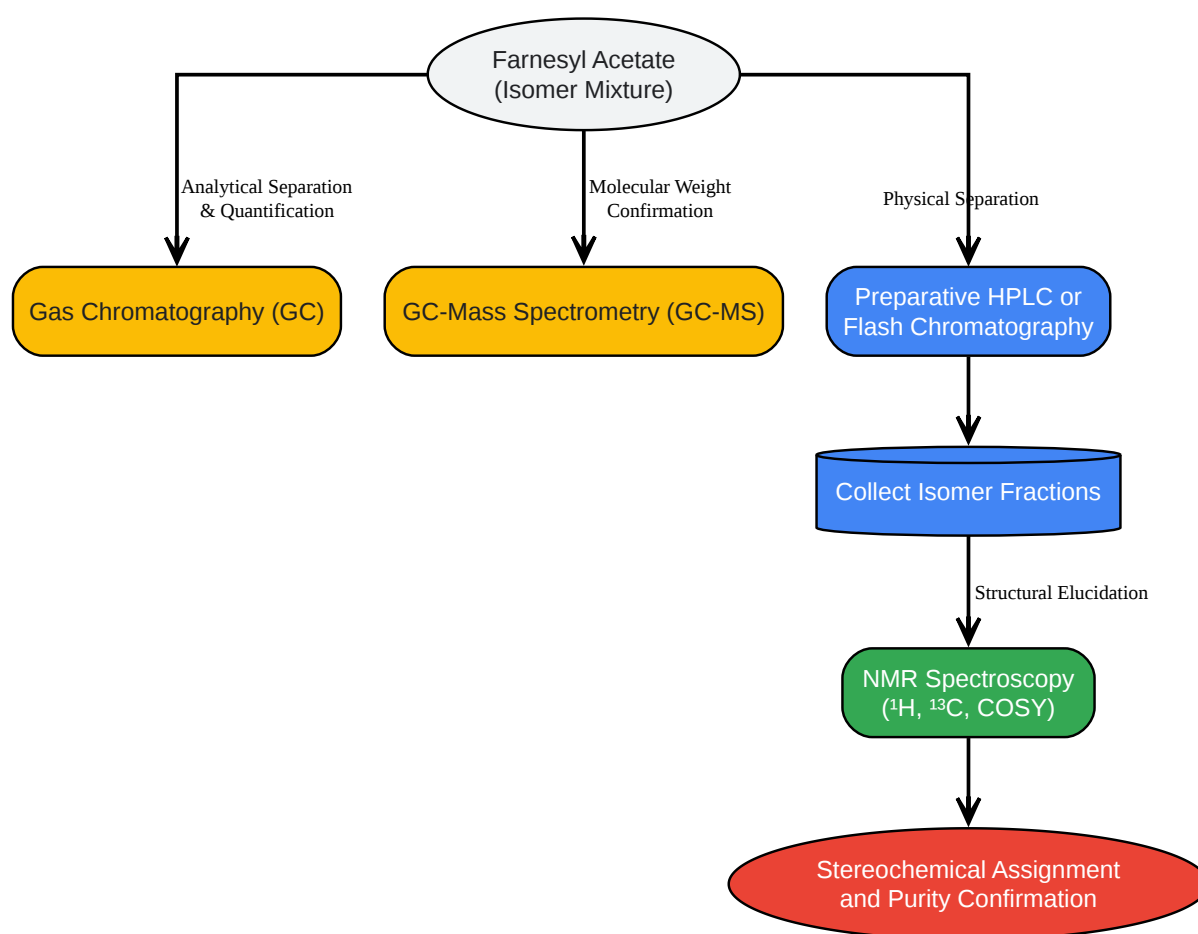 Farnesyl Acetate
(Isomer Mixture)
Analytical Separation
& Quantification
Molecular Weight
Confirmation
Physical Separation
Gas Chromatography (GC)
GC-Mass Spectrometry (GC-MS)
Preparative HPLC or
Flash Chromatography
Collect Isomer Fractions
Structural Elucidation
NMR Spectroscopy
(¹H, ¹³C, COSY)
Stereochemical Assignment
and Purity Confirmation